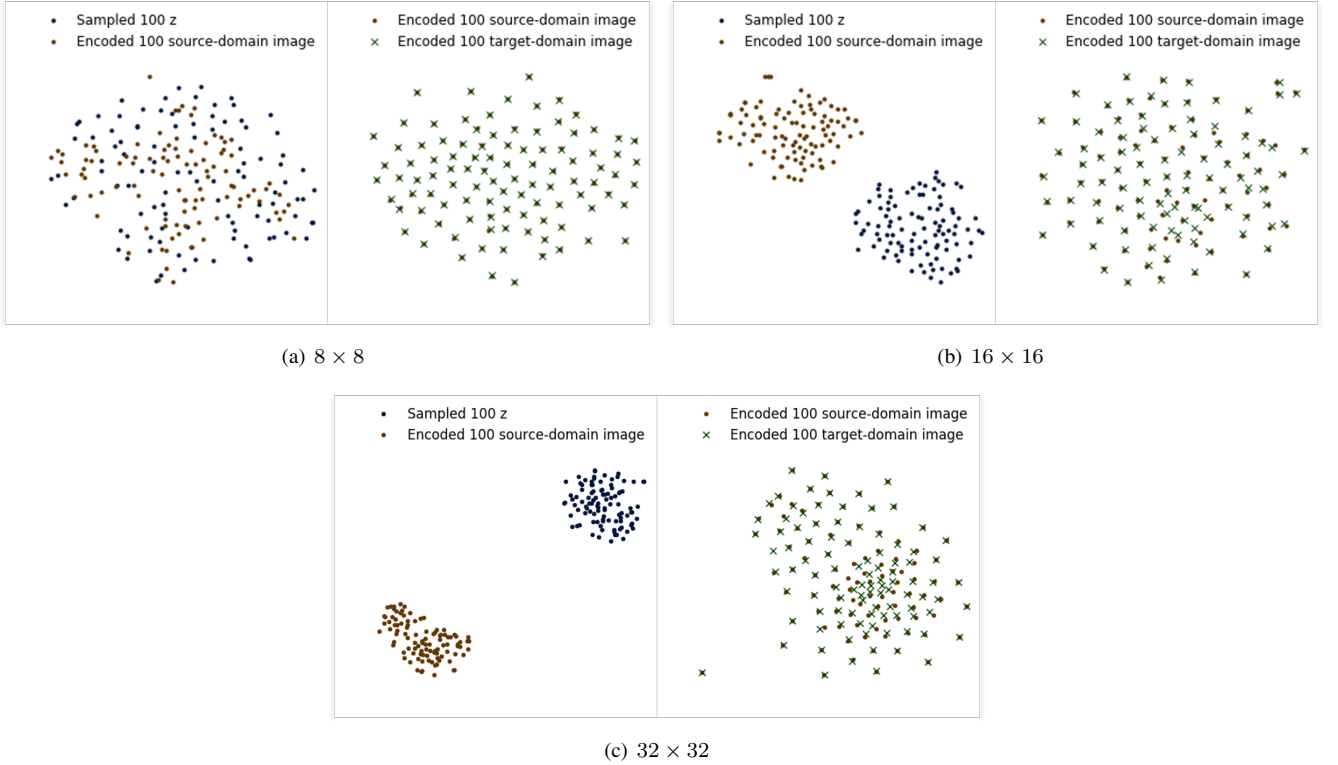 Sampled 100 z
Encoded 100 source-domain image
Encoded 100 source-domain image
Encoded 100 target-domain image
(a) 8 × 8
Sampled 100 z
Encoded 100 source-domain image
Encoded 100 source-domain image
Encoded 100 target-domain image
(b) 16 × 16
Sampled 100 z
Encoded 100 source-domain image
Encoded 100 source-domain image
Encoded 100 target-domain image
(c) 32 × 32